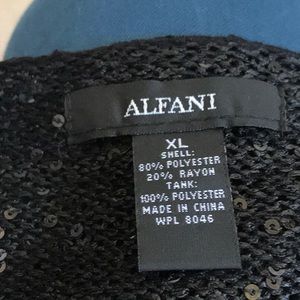 ALFANI
XL
SHELL:
80% POLYESTER
20% RAYON
TANK:
100% POLYESTER
MADE IN CHINA
WPL 8046